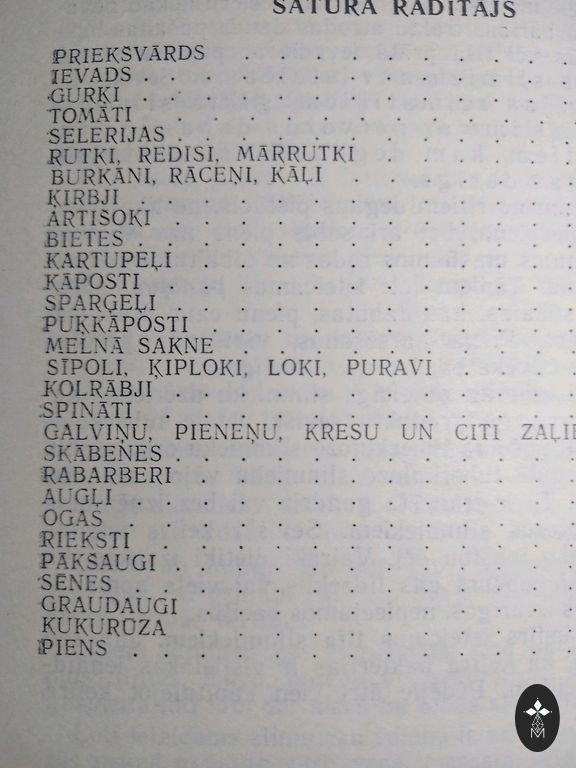 SATURA RĀDĪTĀJS
PRIEKŠVĀRDS . . . . .
IEVADS . . . . . .
GURĶI . . . . . . .
TOMĀTI . . . . . .
SELERIJAS . . . . . .
RUTKI, REDISI, MĀRRUTKI . . .
BURKĀNI, RĀCEŅI, KĀĻI . . . .
ĶIRBJI . . . . . . .
ARTIŠOKI . . . . . .
BIETES . . . . . . .
KARTUPEĻI . . . . . .
KĀPOSTI . . . . . .
SPARĢEĻI . . . . . .
PUĶKĀPOSTI . . . . .
MELNĀ SAKNE . . . . .
SĪPOLI, ĶIPLOKI, LOKI, PURAVI . .
KOLRĀBJI . . . . . .
SPINĀTI . . . . . .
GALVIŅU, PIENEŅU, KRESU UN CITI
SKĀBENES . . . . . .
RABARBERI . . . . . .
AUGĻI . . . . . . .
OGAS . . . . . . .
RIEKSTI . . . . . .
PĀKŠAUGI . . . . . .
SĒNES . . . . . . .
GRAUDAUGI . . . . .
KUKURŪZA . . . . . .
PIENS . . . . . . .